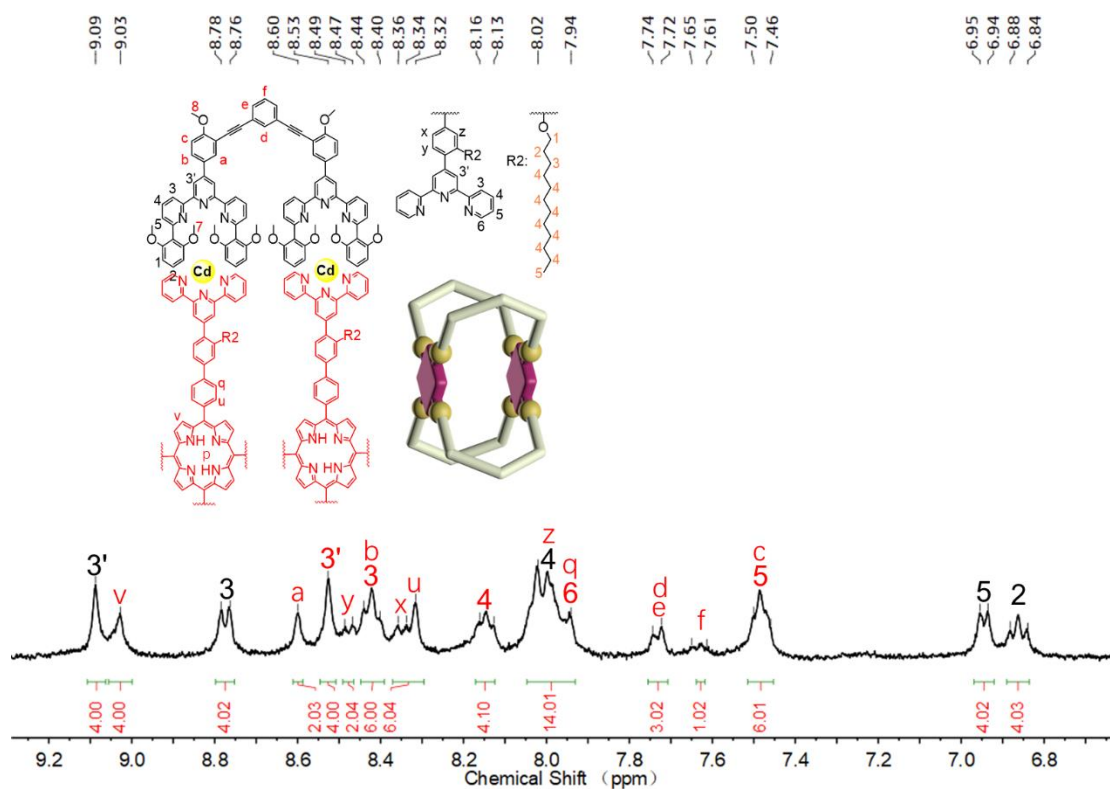 9.09 9.03 8.78 8.76 8.60 8.53 8.49 8.47 8.44 8.40 8.36 8.34 8.32 8.16 8.13 8.02 7.94 7.74 7.72 7.65 7.61 7.50 7.46 6.95 6.94 6.88 6.84
f
8 e
O d O
c
b a
3'
3
4 N N N N N N
5
O O 7 O O O O
O O
1
2 Cd Cd
N N N N N N
R2 R2
q
u
v
NH N NH N
p
N HN N HN
x z
y R2
3'
N 3
4
N N 5
6
O 1
R2: 2 3
4 4
4 4
4 4
4 4
5
3' v 3 a 3' y b 3 x u 4 z 4 q 6 d e f c 5 5 2
4.00 4.00 4.02 2.03 4.00 2.04 6.00 6.04 4.10 14.01 3.02 1.02 6.01 4.02 4.03
9.2 9.0 8.8 8.6 8.4 8.2 8.0 7.8 7.6 7.4 7.2 7.0 6.8
Chemical Shift (ppm)